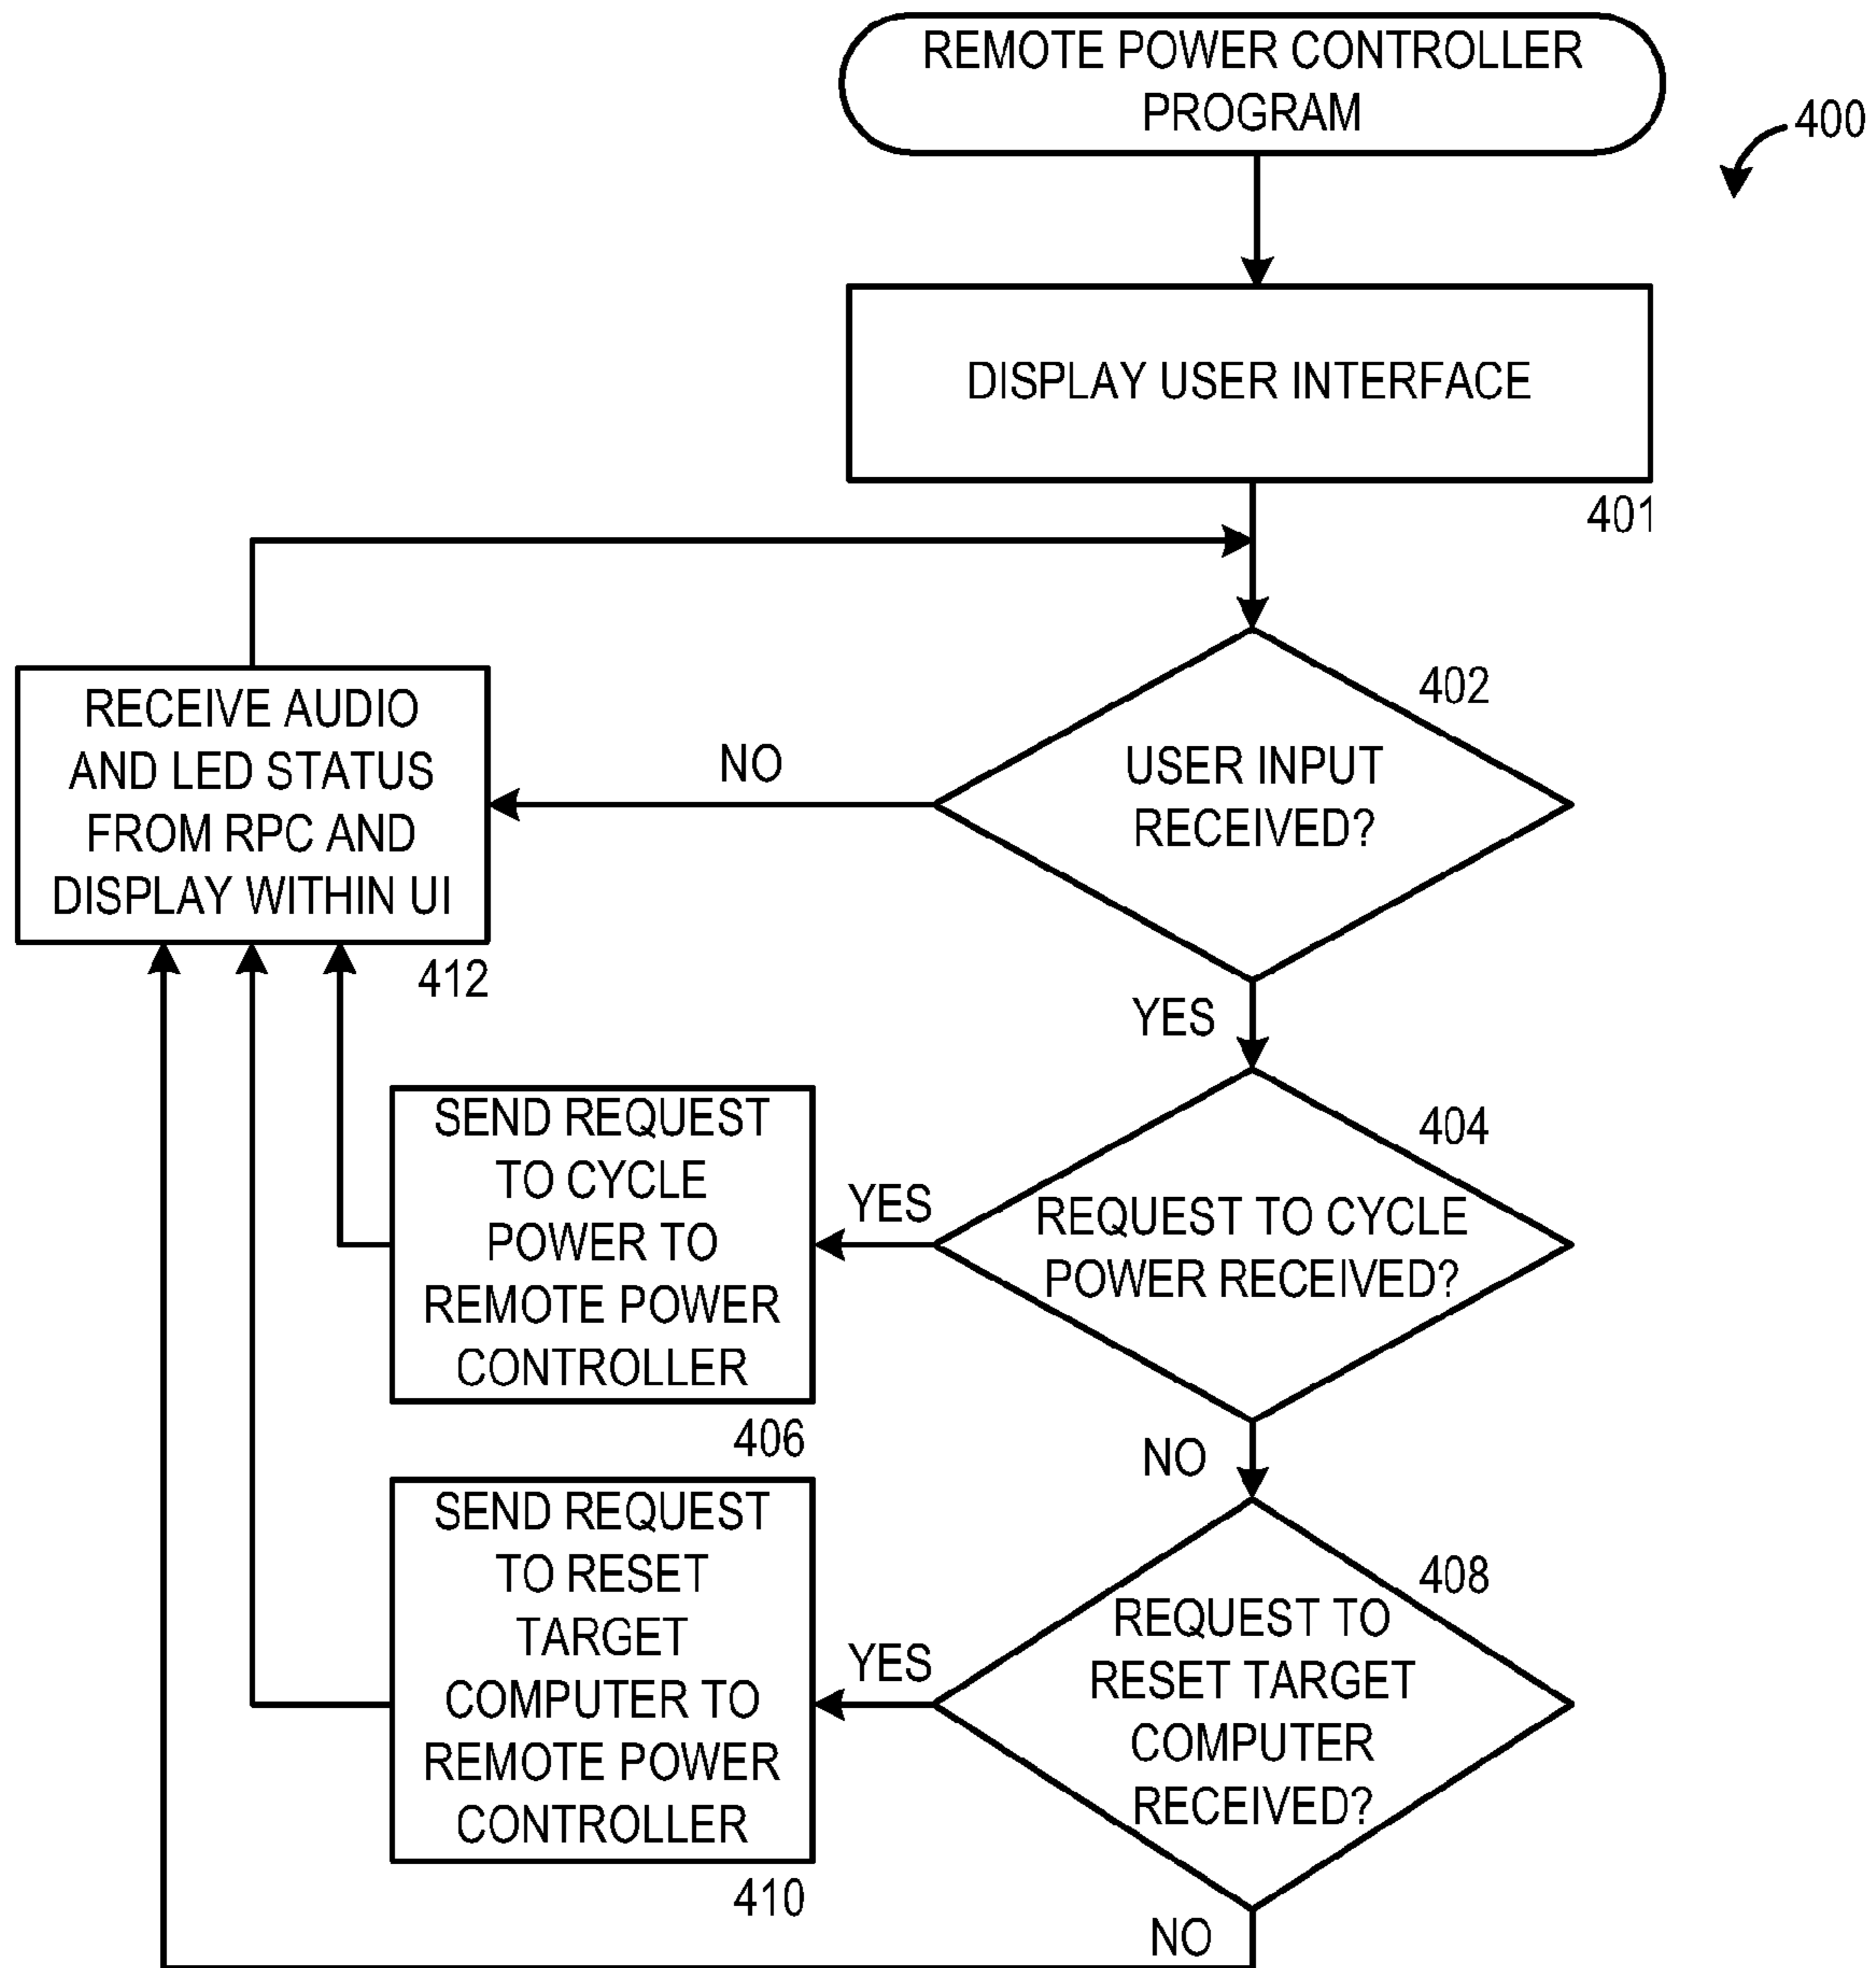 REMOTE POWER CONTROLLER
PROGRAM
400
DISPLAY USER INTERFACE
401
402
USER INPUT
RECEIVED?
NO
RECEIVE AUDIO
AND LED STATUS
FROM RPC AND
DISPLAY WITHIN UI
412
YES
404
REQUEST TO CYCLE
POWER RECEIVED?
YES
SEND REQUEST
TO CYCLE
POWER TO
REMOTE POWER
CONTROLLER
406
NO
408
REQUEST TO
RESET TARGET
COMPUTER
RECEIVED?
YES
SEND REQUEST
TO RESET
TARGET
COMPUTER TO
REMOTE POWER
CONTROLLER
410
NO